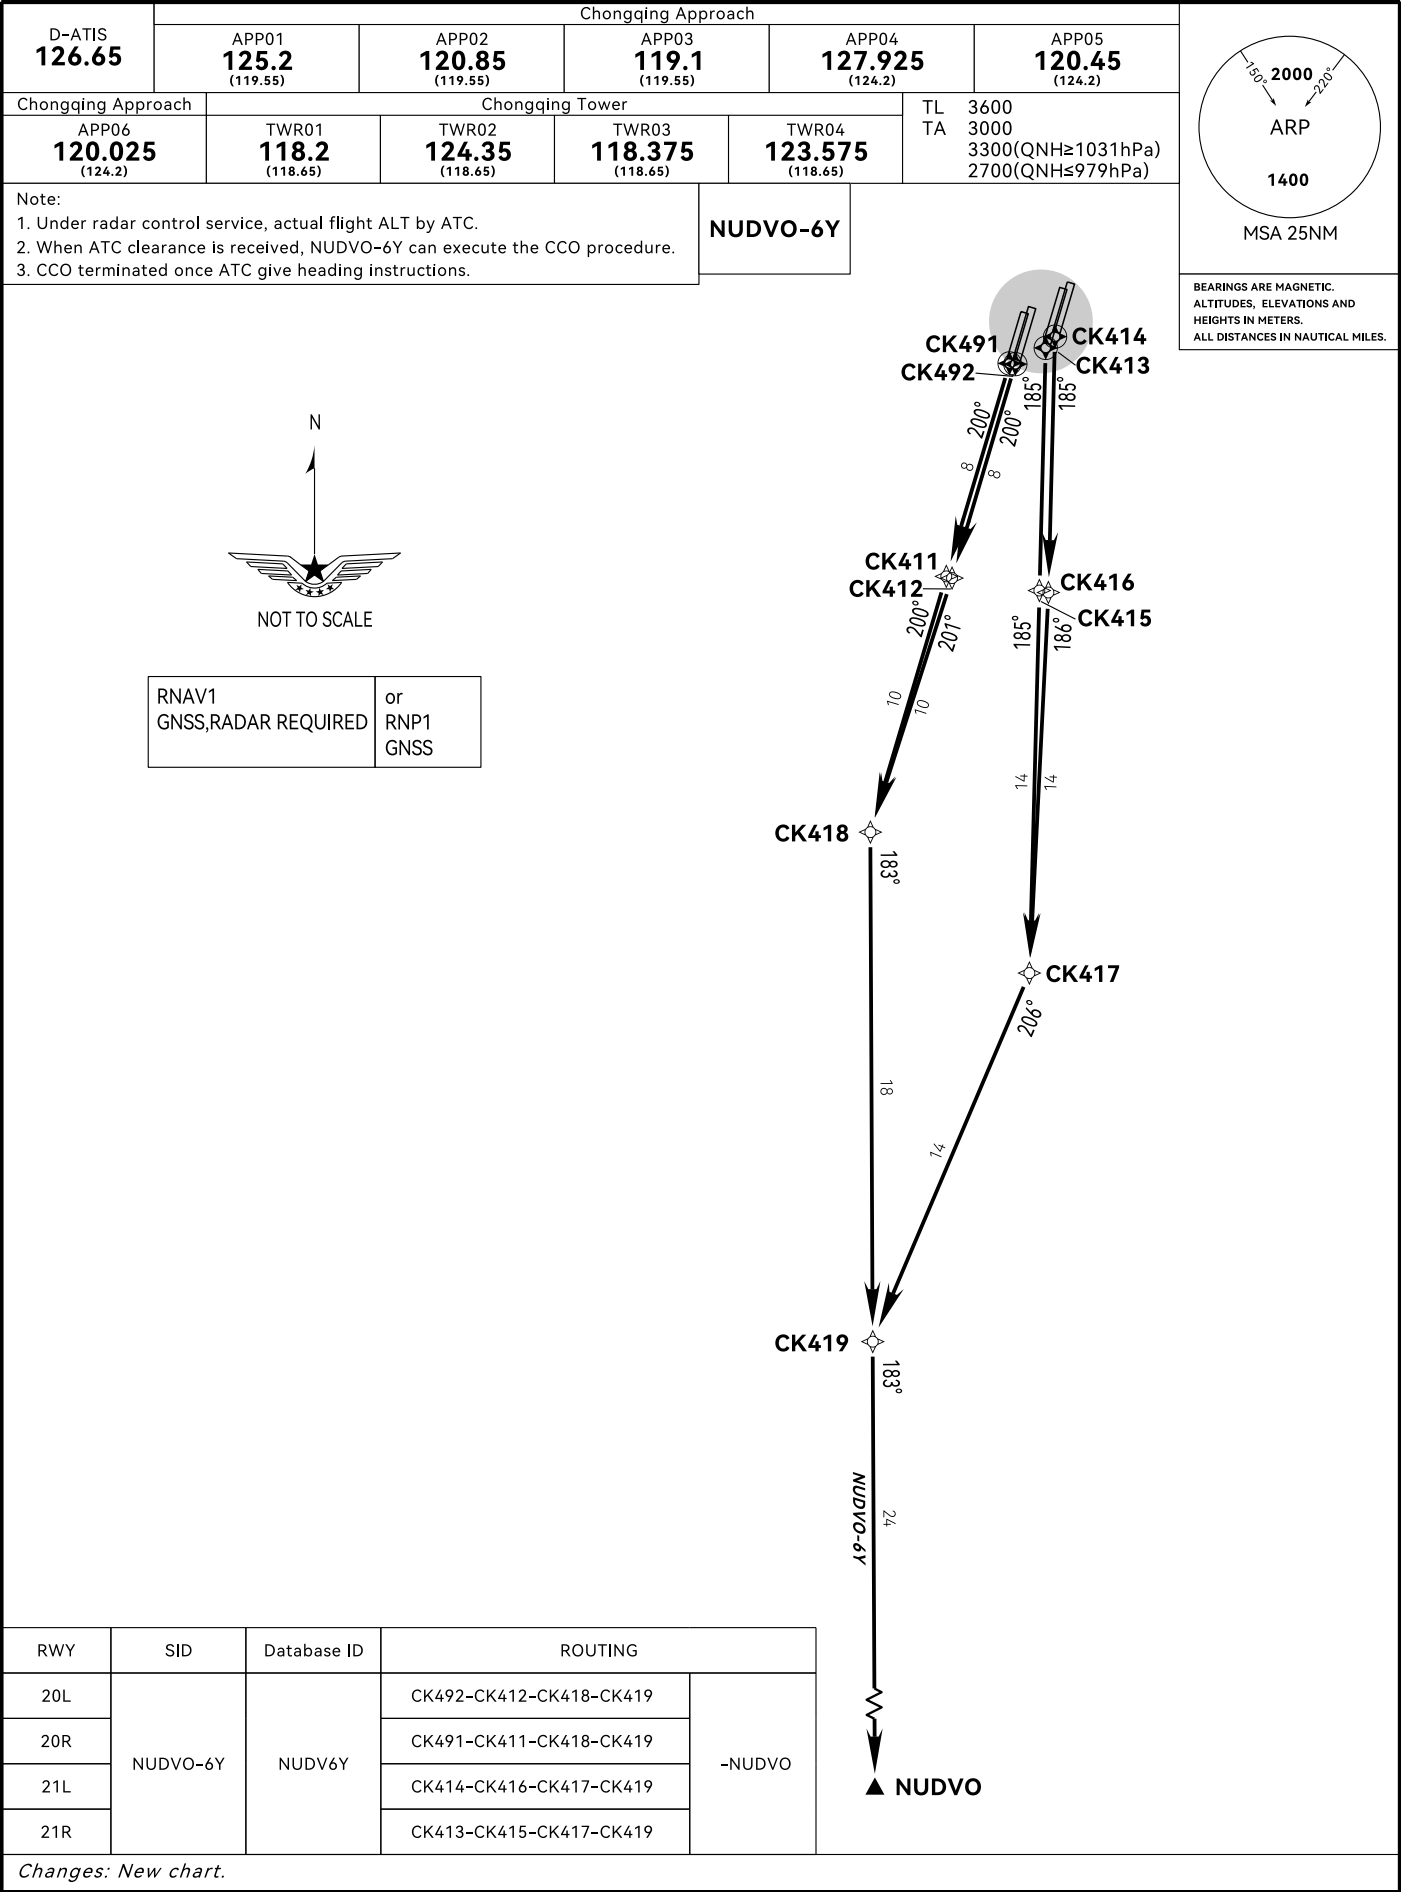 D-ATIS
126.65
Chongqing Approach
APP01
125.2
(119.55)
APP02
120.85
(119.55)
APP03
119.1
(119.55)
APP04
127.925
(124.2)
APP05
120.45
(124.2)
Chongqing Approach
APP06
120.025
(124.2)
Chongqing Tower
TWR01
118.2
(118.65)
TWR02
124.35
(118.65)
TWR03
118.375
(118.65)
TWR04
123.575
(118.65)
TL 3600
TA 3000
3300(QNH≥1031hPa)
2700(QNH≤979hPa)
150°
2000
220°
ARP
1400
MSA 25NM
Note:
1. Under radar control service, actual flight ALT by ATC.
2. When ATC clearance is received, NUDVO-6Y can execute the CCO procedure.
3. CCO terminated once ATC give heading instructions.
NUDVO-6Y
BEARINGS ARE MAGNETIC.
ALTITUDES, ELEVATIONS AND
HEIGHTS IN METERS.
ALL DISTANCES IN NAUTICAL MILES.
CK491
CK492
CK414
CK413
200°
200°
185°
185°
8
8
N
NOT TO SCALE
CK411
CK412
CK416
CK415
200°
201°
185°
186°
10
10
14
14
RNAV1
GNSS,RADAR REQUIRED
or
RNP1
GNSS
CK418
183°
CK417
206°
18
14
CK419
183°
NUDVO-6Y
24
NUDVO
RWY SID Database ID ROUTING
20L CK492-CK412-CK418-CK419
20R CK491-CK411-CK418-CK419
NUDVO-6Y NUDV6Y -NUDVO
21L CK414-CK416-CK417-CK419
21R CK413-CK415-CK417-CK419
Changes: New chart.